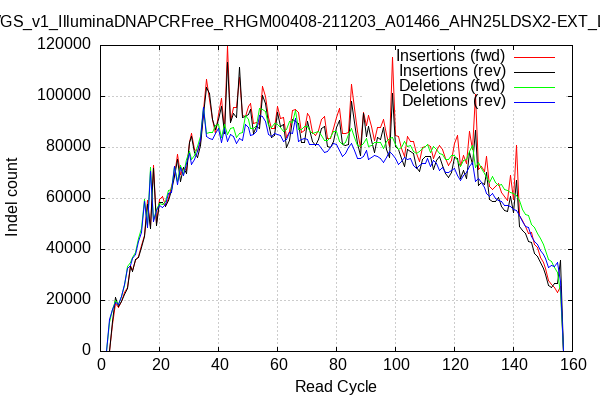 GS_v1_IlluminaDNAPCRFree_RHGM00408-211203_A01466_AHN25LDSX2-EXT_
Insertions (fwd)
Insertions (rev)
Deletions (fwd)
Deletions (rev)
120000
100000
80000
60000
40000
20000
0
Indel count
0 20 40 60 80 100 120 140 160
Read Cycle